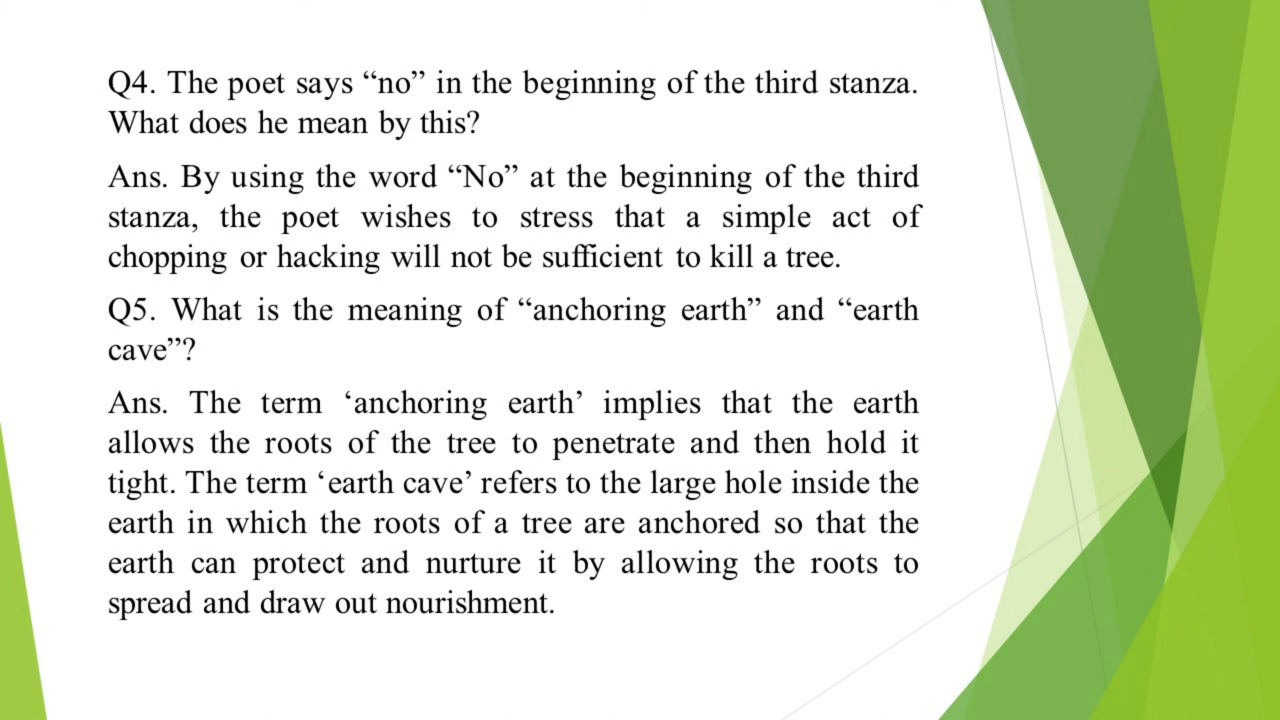 Q4. The poet says “no” in the beginning of the third stanza.
What does he mean by this?
Ans. By using the word “No” at the beginning of the third
stanza, the poet wishes to stress that a simple act of
chopping or hacking will not be sufficient to kill a tree.
Q5. What is the meaning of “anchoring earth” and “earth
cave”?
Ans. The term ‘anchoring earth’ implies that the earth
allows the roots of the tree to penetrate and then hold it
tight. The term ‘earth cave’ refers to the large hole inside the
earth in which the roots of a tree are anchored so that the
earth can protect and nurture it by allowing the roots to
spread and draw out nourishment.